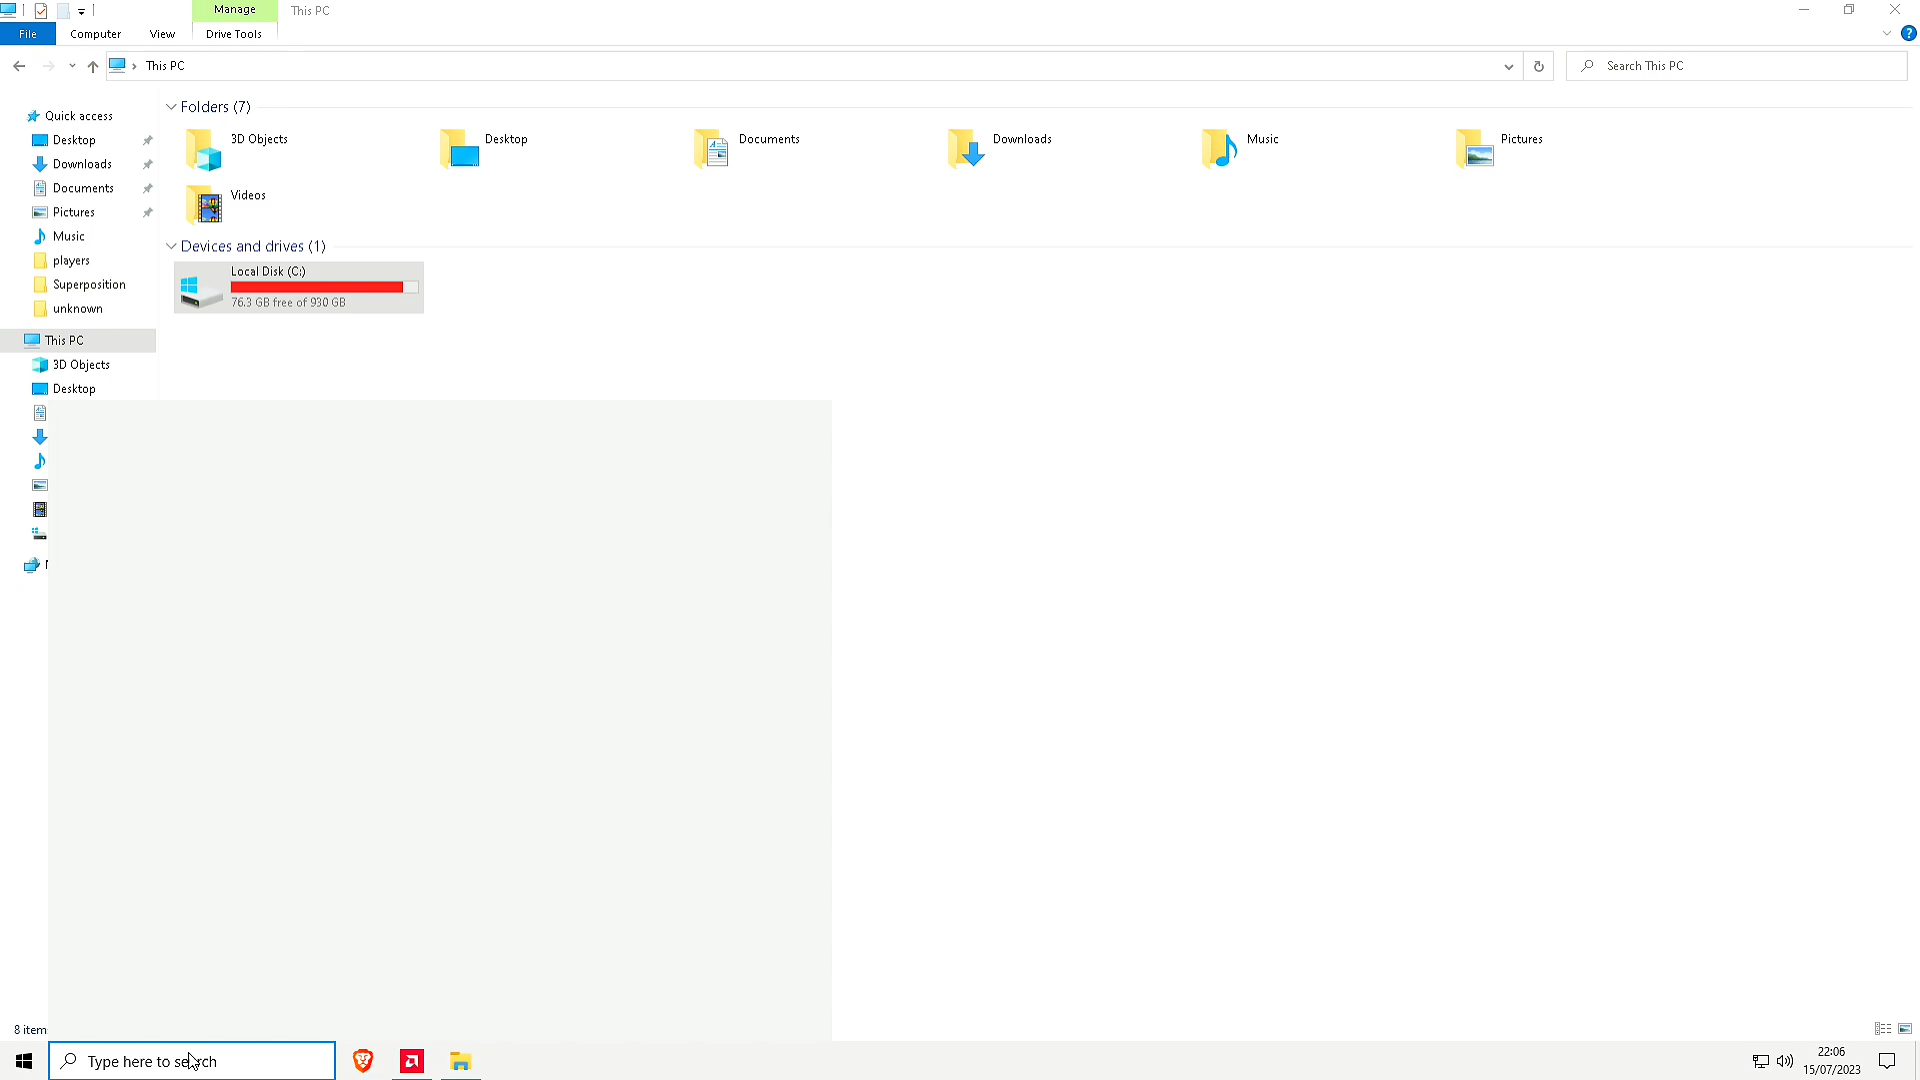 Manage
This PC
File
Computer
View
Drive Tools
This PC
Search This PC
Quick access
Desktop
Downloads
Documents
Pictures
Music
players
Superposition
unknown
This PC
3D Objects
Desktop
Folders (7)
3D Objects
Desktop
Documents
Downloads
Music
Pictures
Videos
Devices and drives (1)
Local Disk (C:)
76.3 GB free of 930 GB
8 item
Type here to search
22:06
15/07/2023